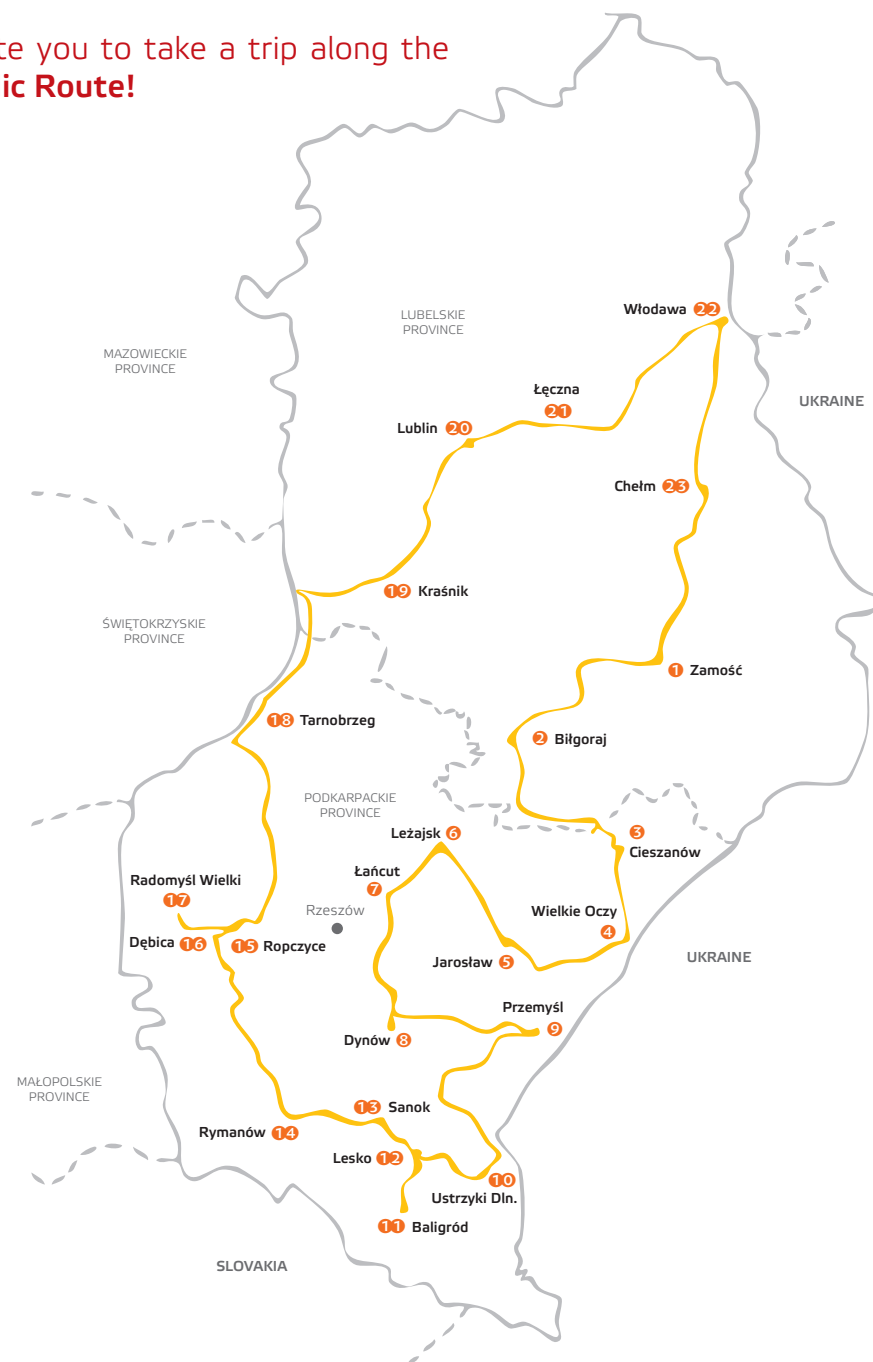 te you to take a trip along the
ic Route!
Włodawa 22
LUBELSKIE
PROVINCE
MAZOWIECKIE
PROVINCE
Łęczna
21
UKRAINE
Lublin 20
Chełm 23
19 Kraśnik
ŚWIĘTOKRZYSKIE
PROVINCE
1 Zamość
18 Tarnobrzeg
2 Biłgoraj
PODKARPACKIE
PROVINCE
Leżajsk 6
3
Cieszanów
Łańcut
7
Radomyśl Wielki
17
Rzeszów
Wielkie Oczy
4
Dębica 16
15 Ropczyce
Jarosław 5
UKRAINE
Przemyśl
9
Dynów 8
MAŁOPOLSKIE
PROVINCE
13 Sanok
Rymanów 14
Lesko 12
10
Ustrzyki Dln.
11 Baligród
SLOVAKIA